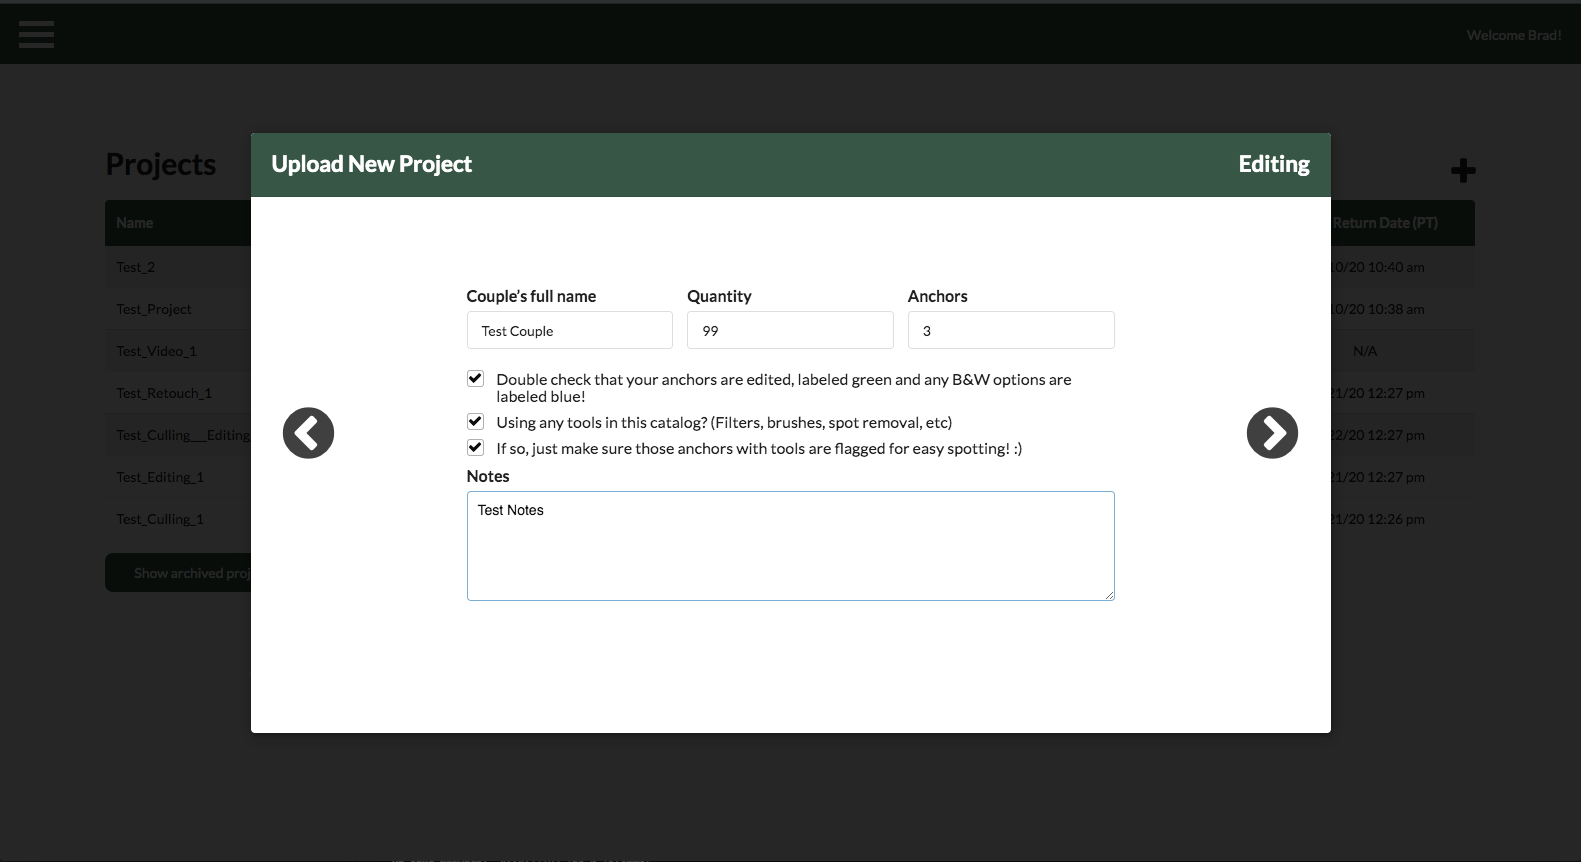 Welcome Brad!
Projects
Upload New Project
Editing
Name
Return Date (PT)
Test_2
10/20 10:40 am
Test_Project
10/20 10:38 am
Test_Video_1
N/A
Test_Retouch_1
21/20 12:27 pm
Test_Culling___Editing
22/20 12:27 pm
Test_Editing_1
21/20 12:27 pm
Test_Culling_1
21/20 12:26 pm
Show archived proj
Couple's full name
Quantity
Anchors
Test Couple
99
3
Double check that your anchors are edited, labeled green and any B&W options are
labeled blue!
Using any tools in this catalog? (Filters, brushes, spot removal, etc)
If so, just make sure those anchors with tools are flagged for easy spotting! :)
Notes
Test Notes